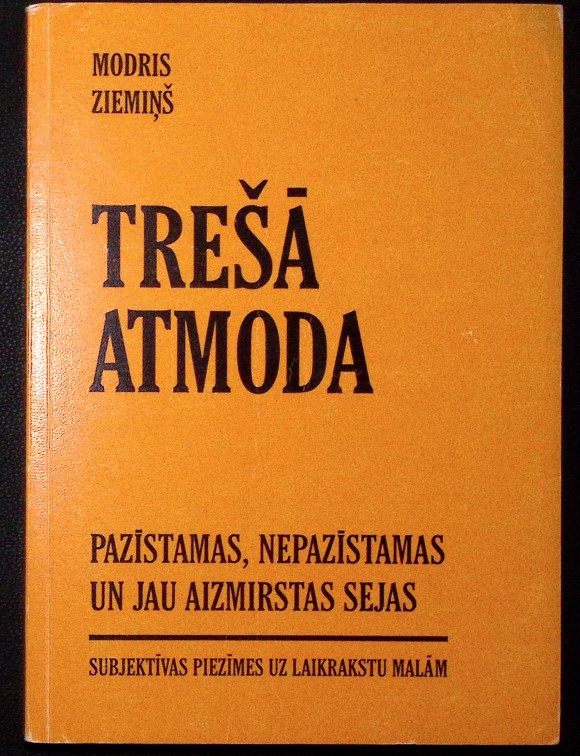 MODRIS
ZIEMIŅŠ
TREŠĀ
ATMODA
PAZĪSTAMAS, NEPAZĪSTAMAS
UN JAU AIZMIRSTAS SEJAS
SUBJEKTĪVAS PIEZĪMES UZ LAIKRAKSTU MALĀM